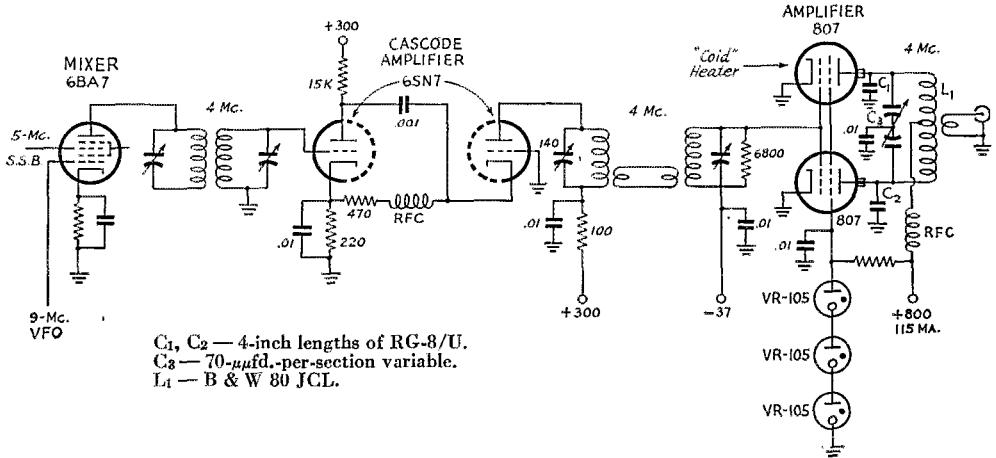 AMPLIFIER
807
+300
MIXER
6BA7
CASCODE
AMPLIFIER
6SN7
"Cold"
Heater
4 Mc.
4 Mc.
15K
4 Mc.
C1
L1
.001
C3
.01
5-Mc.
S.S.B.
140
6800
807
C2
470
RFC
.01
220
.01
100
.01
.01
RFC
VR-105
9-Mc.
VFO
+300
-37
+800
115 MA.
C1, C2 — 4-inch lengths of RG-8/U.
C3 — 70-μμfd.-per-section variable.
L1 — B & W 80 JCL.
VR-105
VR-105